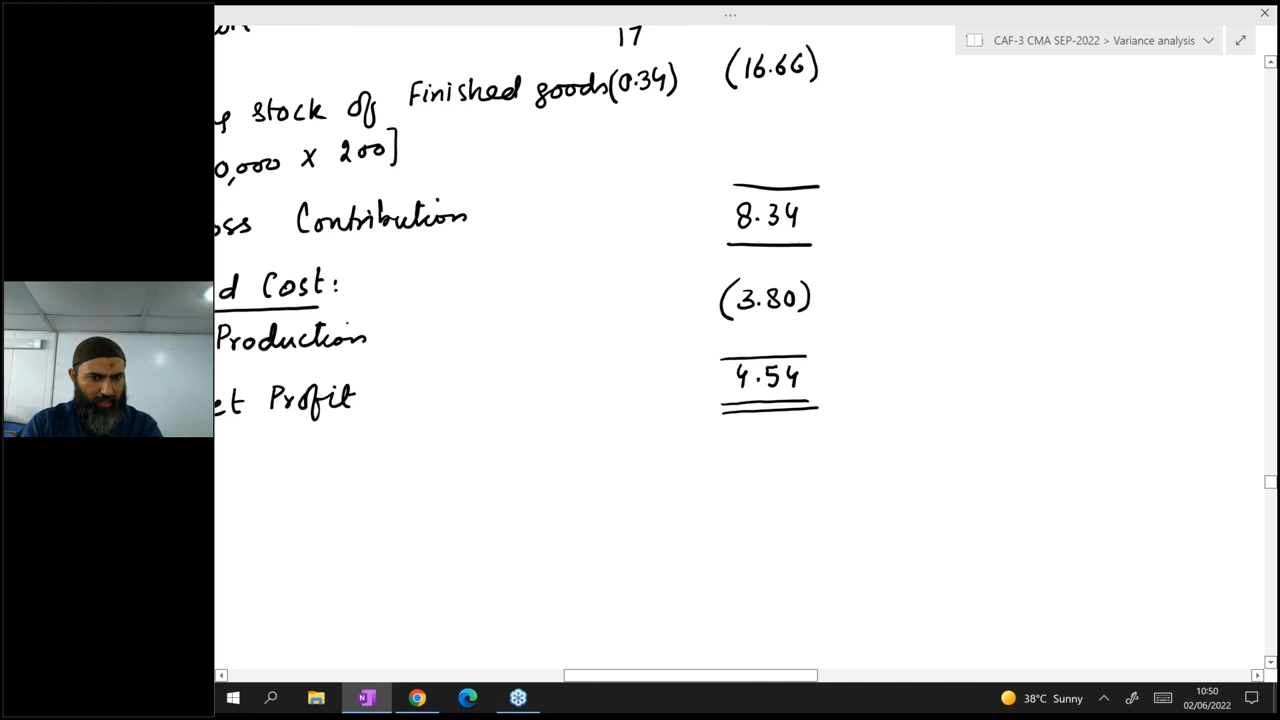 CAF-3 CMA SEP-2022 > Variance analysis
17
stock of Finished goods (0.34) (16.66)
0,000 x 200]
oss Contribution 8.34
d Cost:
(3.80)
Production
et Profit 4.54
38°C Sunny
10:50
02/06/2022